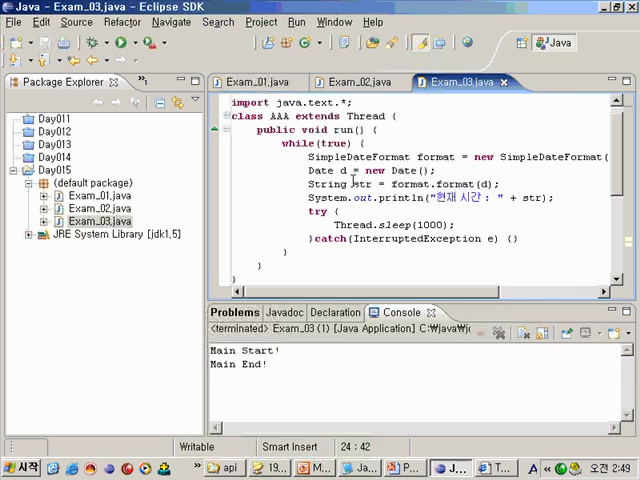 Java - Exam_03.java - Eclipse SDK
File Edit Source Refactor Navigate Search Project Run Window Help
Java
Package Explorer
Exam_01.java
Exam_02.java
Exam_03.java
Day011
Day012
Day013
Day014
Day015
(default package)
Exam_01.java
Exam_02.java
Exam_03.java
JRE System Library [jdk1.5]
import java.text.*;
class AAA extends Thread {
public void run() {
while(true) {
SimpleDateFormat format = new SimpleDateFormat(
Date d = new Date();
String str = format.format(d);
System.out.println("현재 시간 : " + str);
try {
Thread.sleep(1000);
}catch(InterruptedException e) {}
}
}
}
Problems Javadoc Declaration Console
<terminated> Exam_03 (1) [Java Application] C:\java\jc
Main Start!
Main End!
Writable Smart Insert 24 : 42
시작 api 19... M... Ja... P... J... T... A 오후 2:49